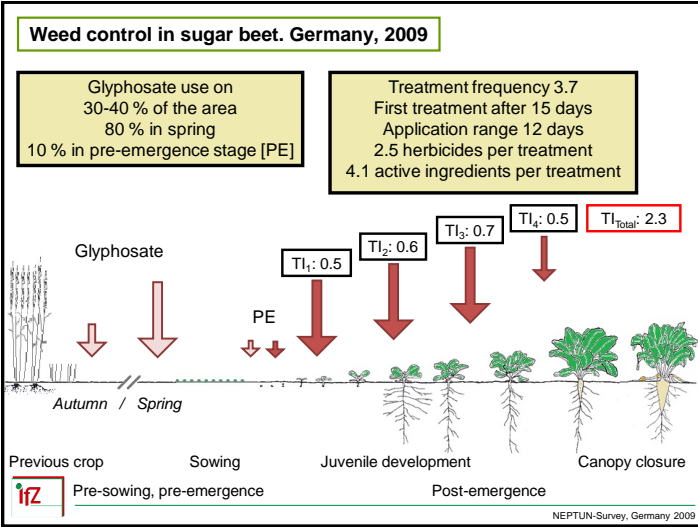 Weed control in sugar beet. Germany, 2009
Glyphosate use on
30-40 % of the area
80 % in spring
10 % in pre-emergence stage [PE]
Treatment frequency 3.7
First treatment after 15 days
Application range 12 days
2.5 herbicides per treatment
4.1 active ingredients per treatment
Glyphosate
PE
TI1: 0.5
TI2: 0.6
TI3: 0.7
TI4: 0.5
TITotal: 2.3
Autumn / Spring
Previous crop
Sowing
Juvenile development
Canopy closure
ifZ
Pre-sowing, pre-emergence
Post-emergence
NEPTUN-Survey, Germany 2009